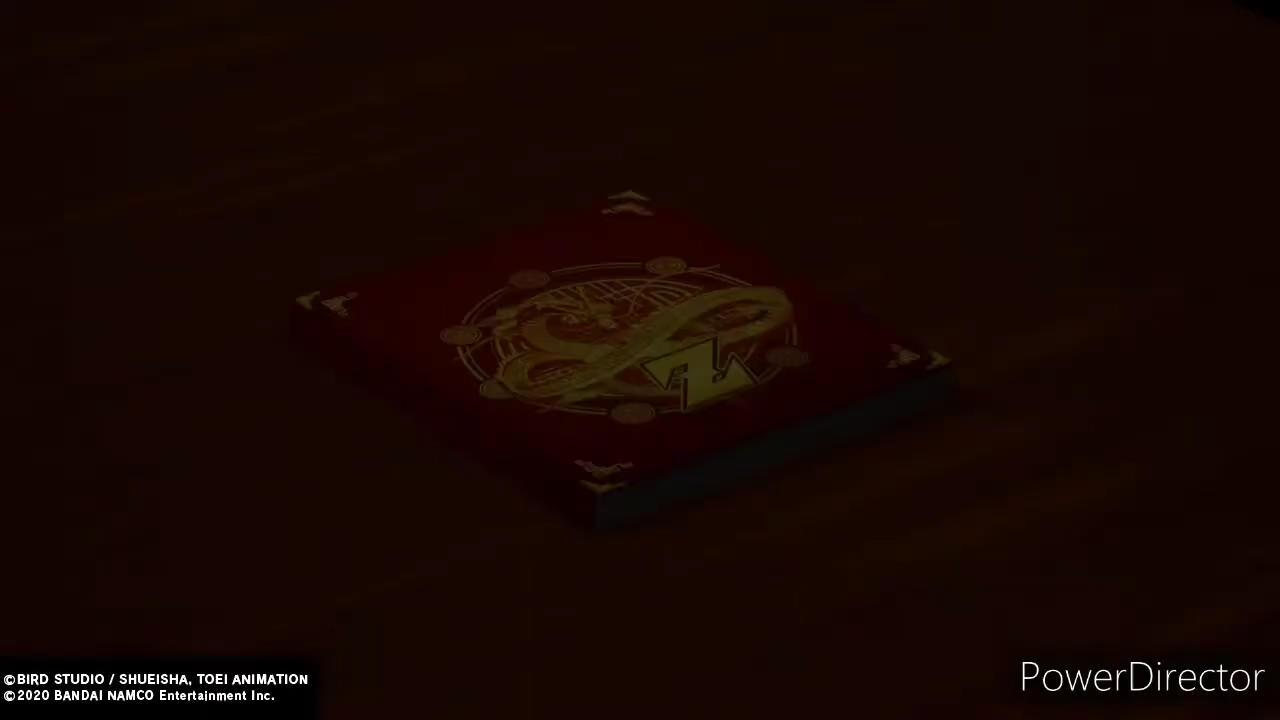 Z
©BIRD STUDIO / SHUEISHA, TOEI ANIMATION
©2020 BANDAI NAMCO Entertainment Inc.
PowerDirector